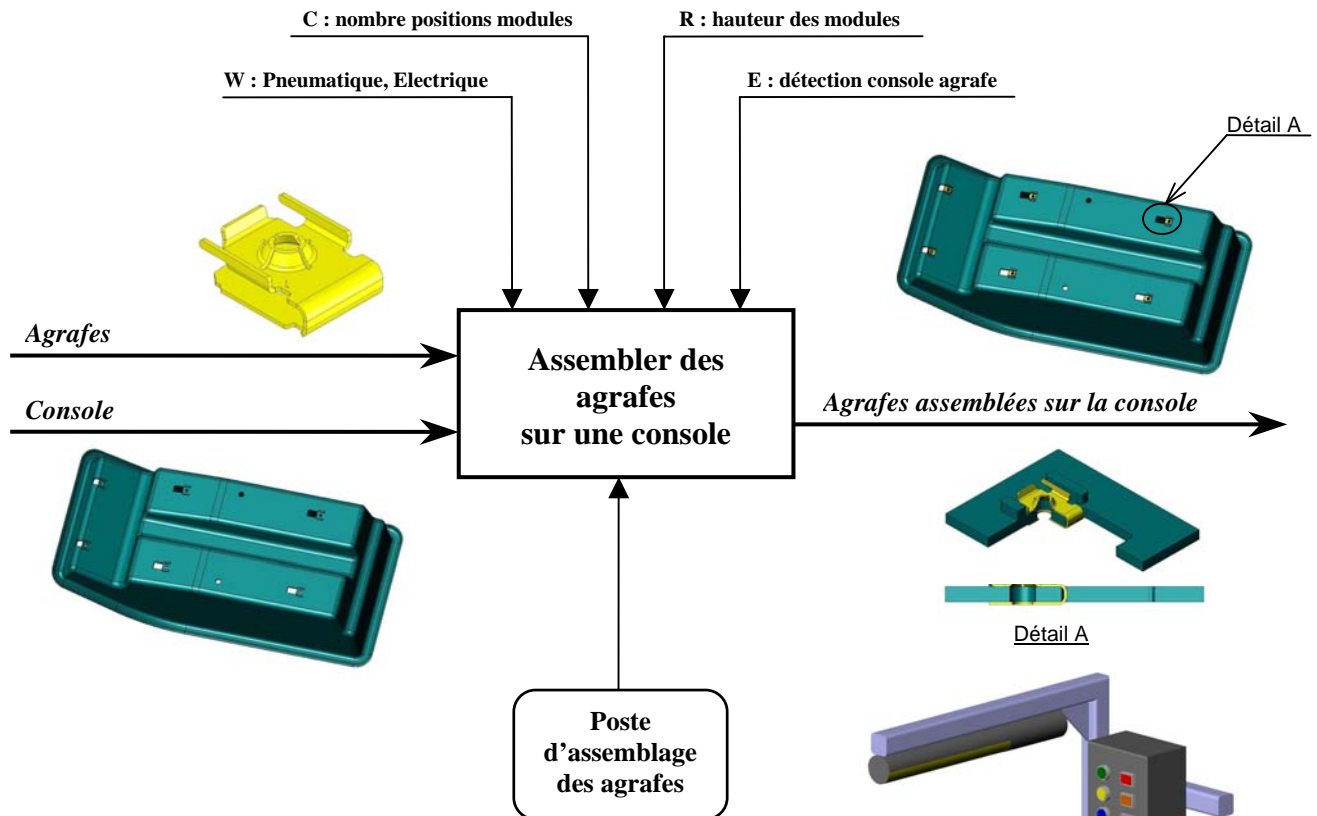 C : nombre positions modules
R : hauteur des modules
W : Pneumatique, Electrique
E : détection console agrafe
Détail A
Agrafes
Assembler des
agrafes
sur une console
Console
Agrafes assemblées sur la console
Détail A
Poste
d’assemblage
des agrafes